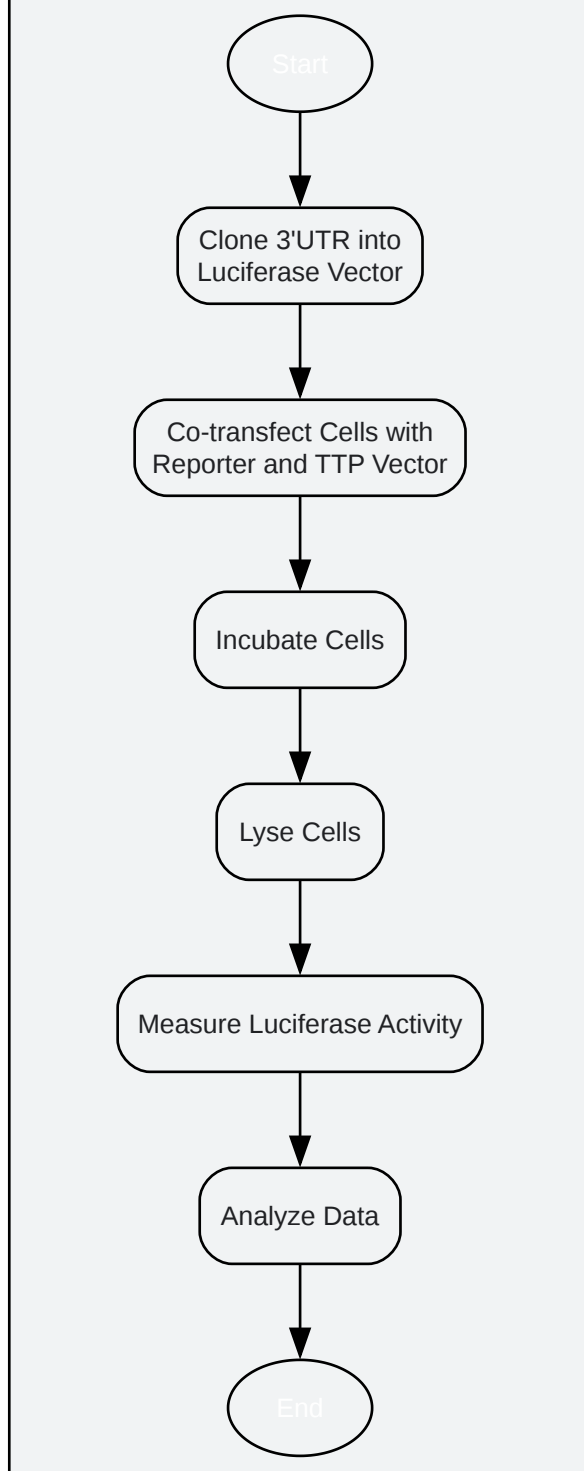 Start
Clone 3'UTR into
Luciferase Vector
Co-transfect Cells with
Reporter and TTP Vector
Incubate Cells
Lyse Cells
Measure Luciferase Activity
Analyze Data
End